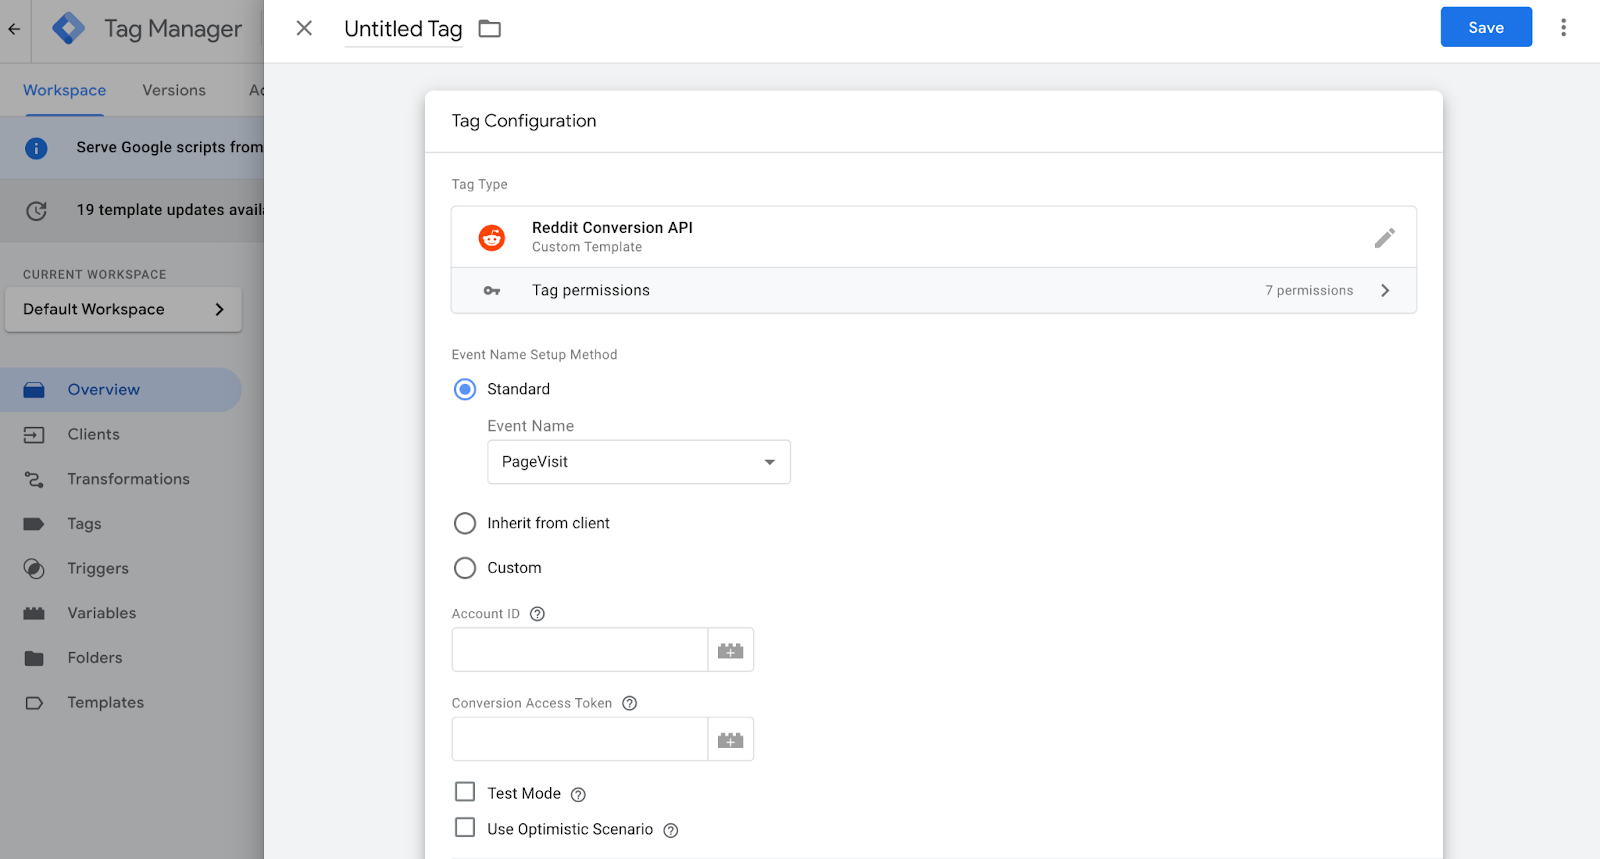 Tag Manager
Untitled Tag
Save
Workspace
Versions
Serve Google scripts from
19 template updates
CURRENT WORKSPACE
Default Workspace
Overview
Clients
Transformations
Tags
Triggers
Variables
Folders
Templates
Tag Configuration
Tag Type
Reddit Conversion API
Custom Template
Tag permissions
7 permissions
Event Name Setup Method
Standard
Event Name
PageVisit
Inherit from client
Custom
Account ID
Conversion Access Token
Test Mode
Use Optimistic Scenario